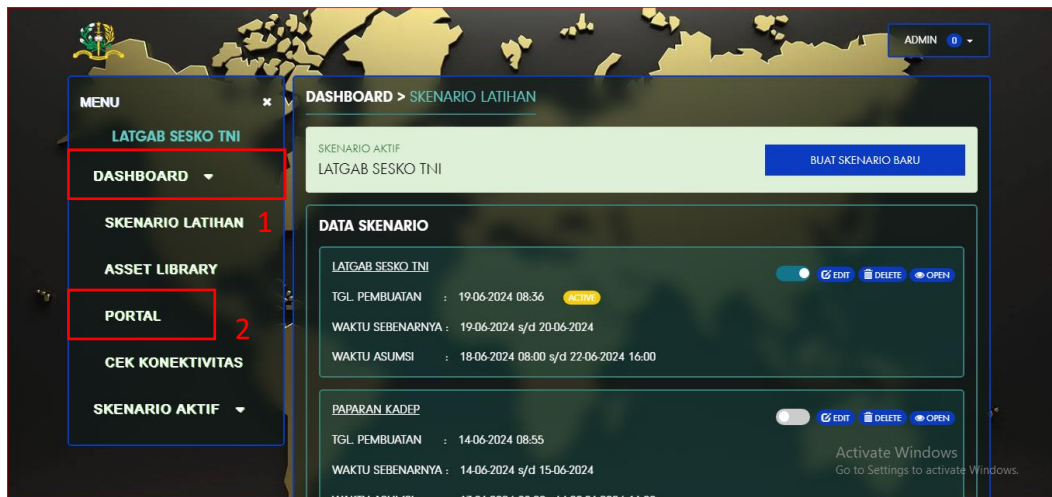 ADMIN 0
MENU ×
LATGAB SESKO TNI
DASHBOARD
SKENARIO LATIHAN 1
ASSET LIBRARY
PORTAL 2
CEK KONEKTIVITAS
SKENARIO AKTIF
DASHBOARD > SKENARIO LATIHAN
SKENARIO AKTIF
LATGAB SESKO TNI
BUAT SKENARIO BARU
DATA SKENARIO
LATGAB SESKO TNI
EDIT DELETE OPEN
TGL. PEMBUATAN : 19-06-2024 08:36 ACTIVE
WAKTU SEBENARNYA : 19-06-2024 s/d 20-06-2024
WAKTU ASUMSI : 18-06-2024 08:00 s/d 22-06-2024 16:00
PAPARAN KADEP
EDIT DELETE OPEN
TGL. PEMBUATAN : 14-06-2024 08:55
WAKTU SEBENARNYA : 14-06-2024 s/d 15-06-2024
Activate Windows
Go to Settings to activate Windows.